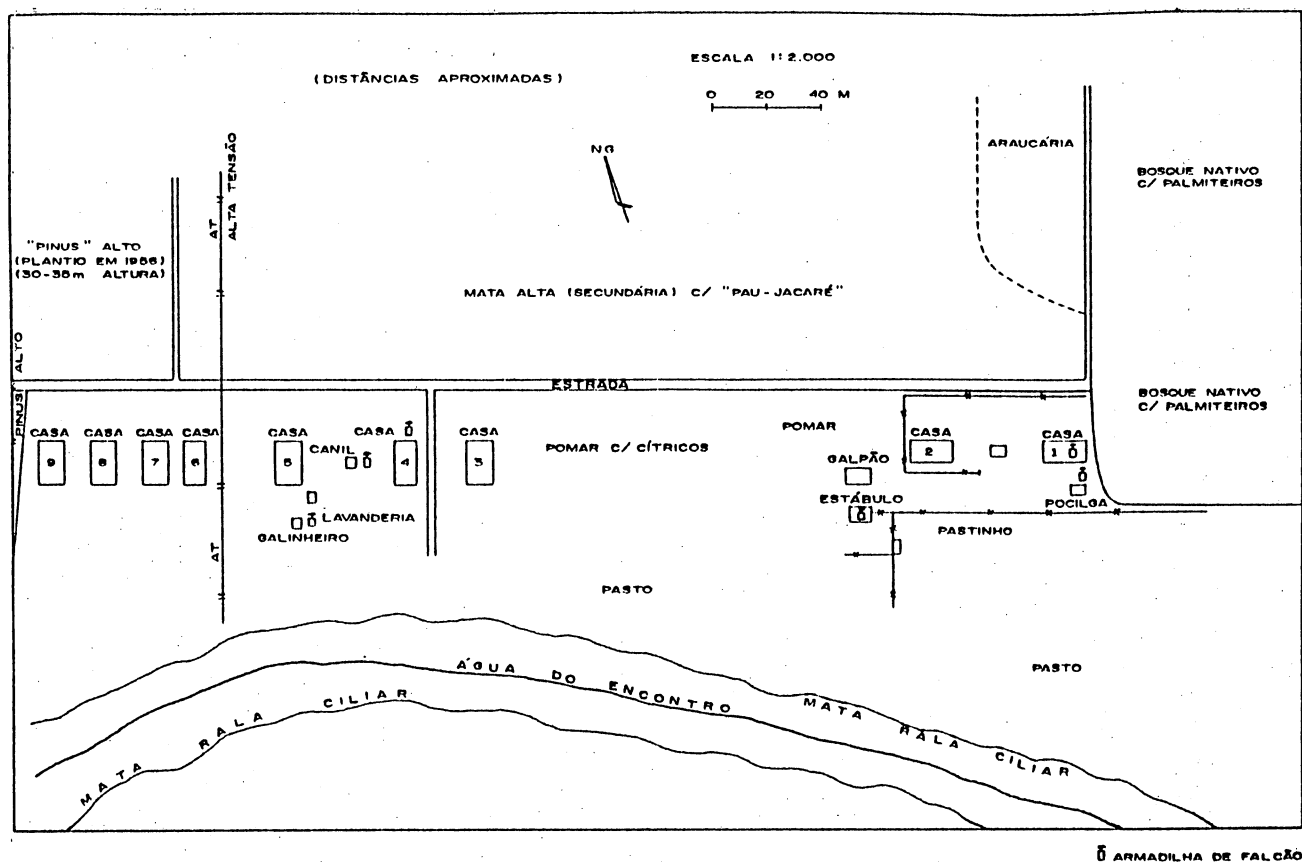 ESCALA 1:2.000
(DISTÂNCIAS APROXIMADAS)
0 20 40 M
NG
ARAUCÁRIA
BOSQUE NATIVO
C/ PALMITEIROS
AT
ALTA TENSÃO
"PINUS" ALTO
(PLANTIO EM 1956)
(30-35m ALTURA)
MATA ALTA (SECUNDÁRIA) C/ "PAU-JACARÉ"
"PINUS" ALTO
ESTRADA
BOSQUE NATIVO
C/ PALMITEIROS
CASA
9
CASA
8
CASA
7
CASA
6
CASA
5
CANIL
CASA
4
CASA
3
POMAR C/ CÍTRICOS
POMAR
CASA
2
CASA
1
GALPÃO
ESTÁBULO
POCILGA
LAVANDERIA
GALINHEIRO
PASTINHO
AT
PASTO
PASTO
ÁGUA DO ENCONTRO
MATA RALA CILIAR
MATA RALA CILIAR
ARMADILHA DE FALCÃO